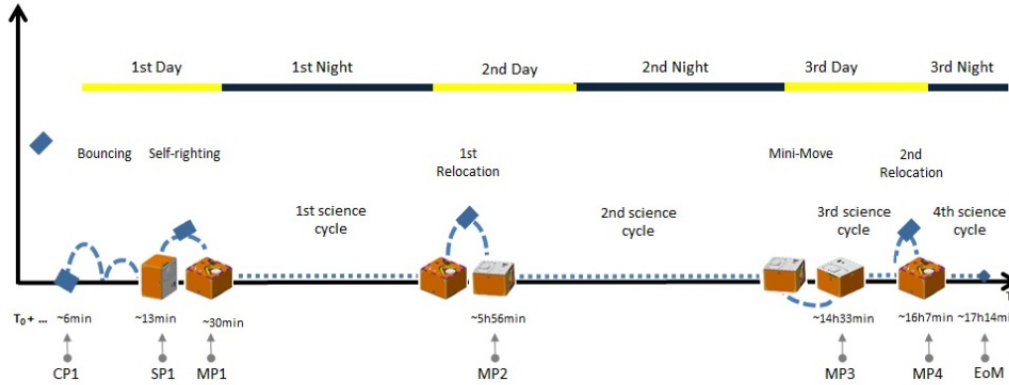 1st Day
1st Night
2nd Day
2nd Night
3rd Day
3rd Night
Bouncing
Self-righting
1st
Relocation
Mini-Move
2nd
Relocation
1st science
cycle
2nd science
cycle
3rd science
cycle
4th science
cycle
T
T₀+ ...
~6min
~13min
~30min
~5h56min
~14h33min
~16h7min
~17h14min
CP1
SP1
MP1
MP2
MP3
MP4
EoM